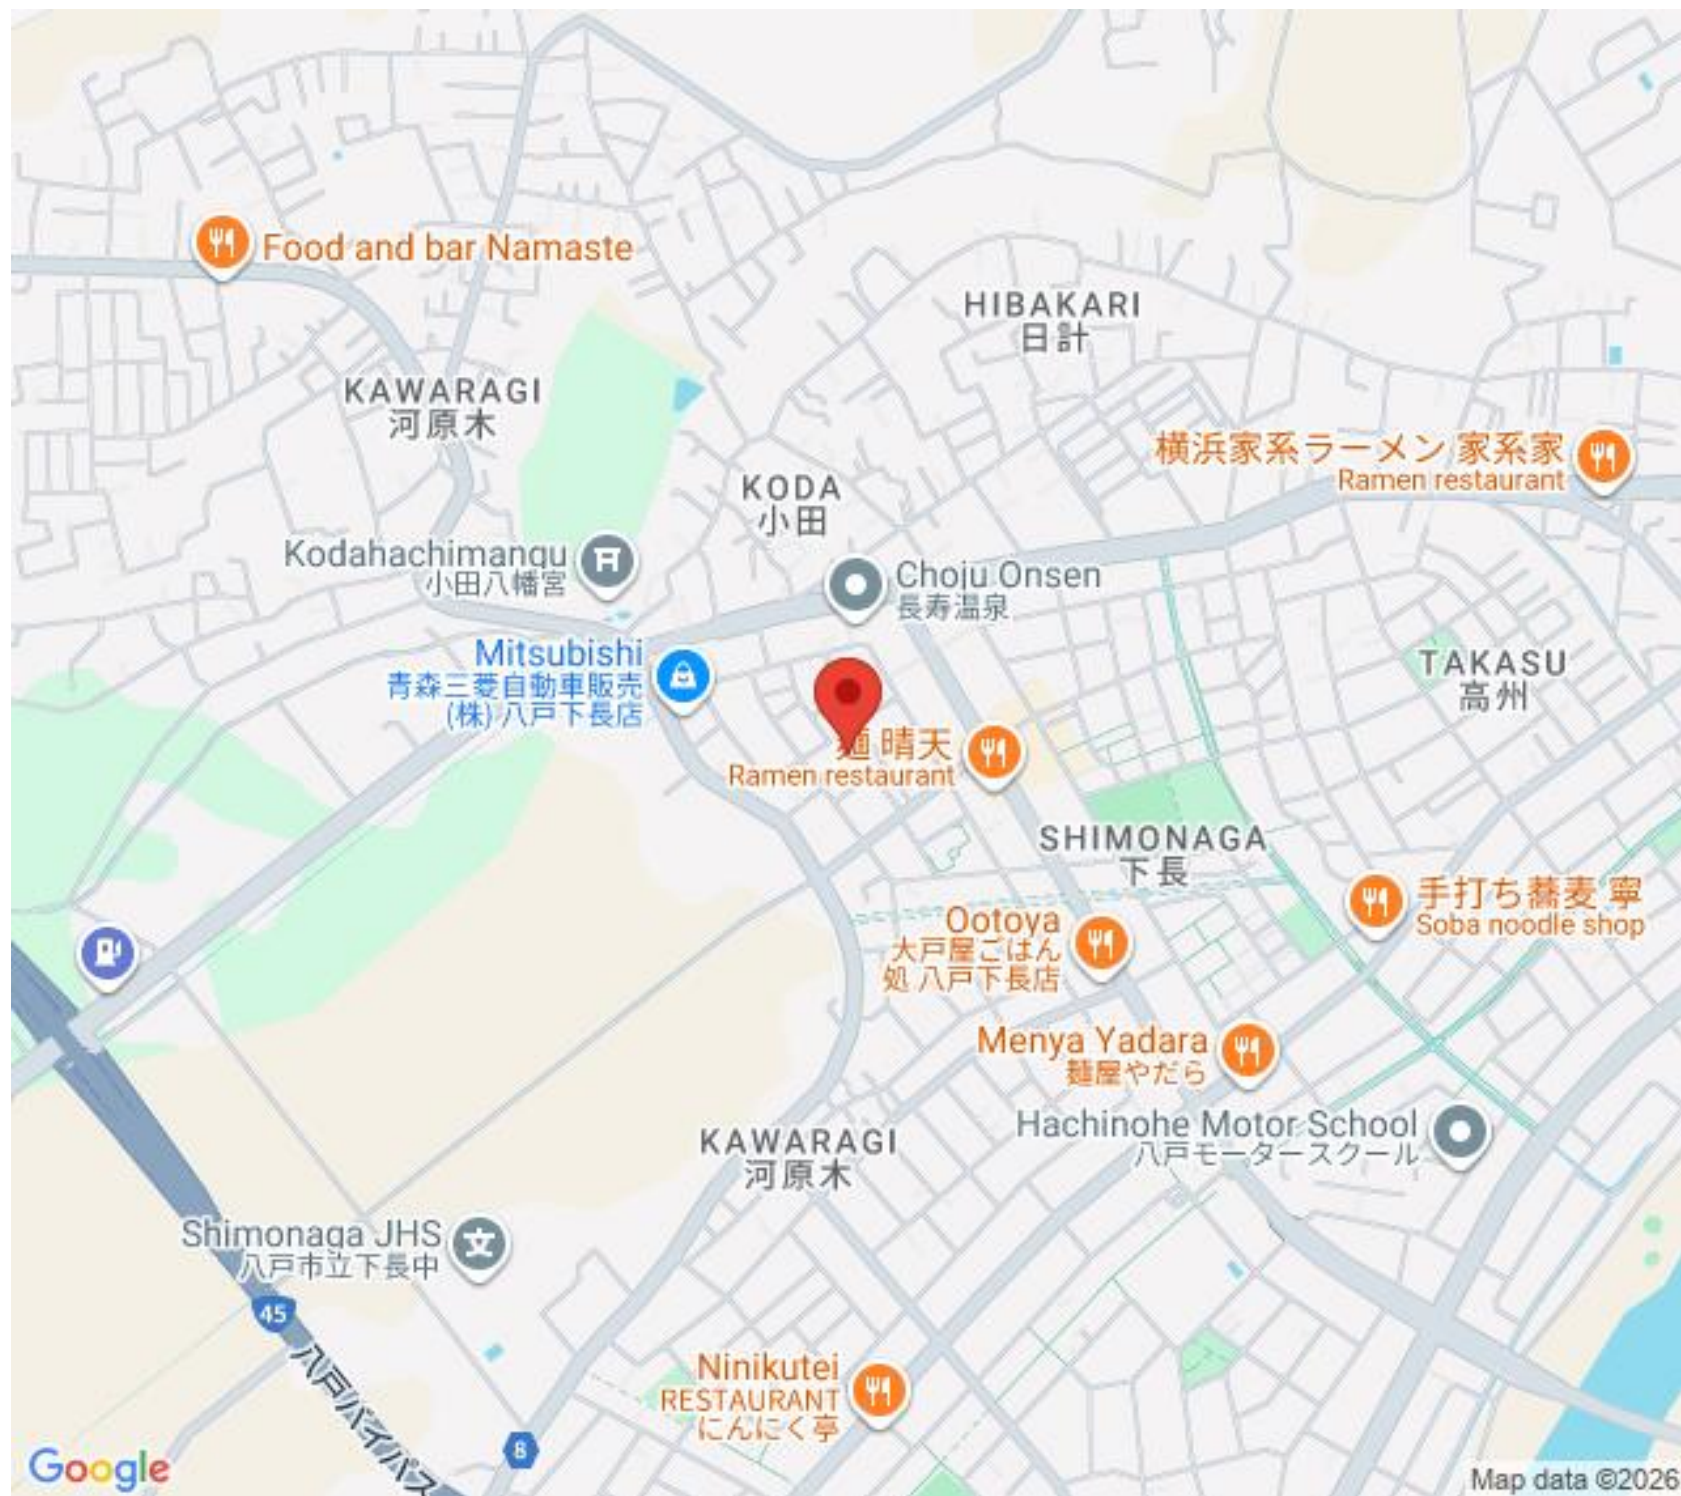 Food and bar Namaste
HIBAKARI
日計
KAWARAGI
河原木
横浜家系ラーメン 家系家
Ramen restaurant
KODA
小田
Kodahachimangu
小田八幡宮
Choju Onsen
長寿温泉
Mitsubishi
青森三菱自動車販売
(株) 八戸下長店
TAKASU
高州
麺 晴天
Ramen restaurant
SHIMONAGA
下長
手打ち蕎麦 寧
Soba noodle shop
Ootoya
大戸屋ごはん
処 八戸下長店
Menya Yadara
麺屋やだら
Hachinohe Motor School
八戸モータースクール
KAWARAGI
河原木
Shimonaga JHS
八戸市立下長中
45
八戸バイパス
Ninikutei
RESTAURANT
にんにく亭
8
Google
Map data ©2026